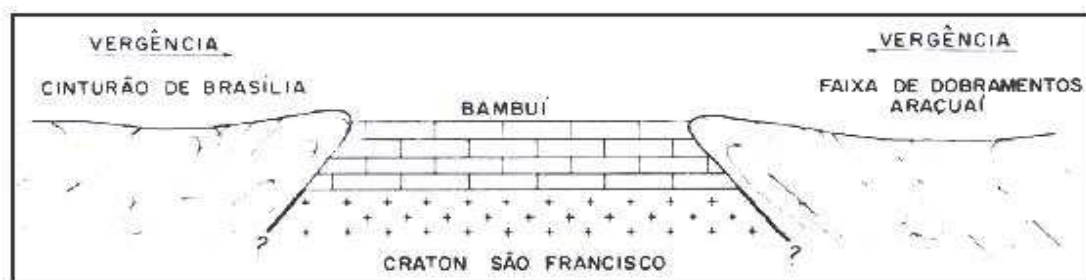 VERGÊNCIA
VERGÊNCIA
CINTURÃO DE BRASÍLIA
FAIXA DE DOBRAMENTOS
ARAÇUAÍ
BAMBUÍ
?
?
CRATON SÃO FRANCISCO